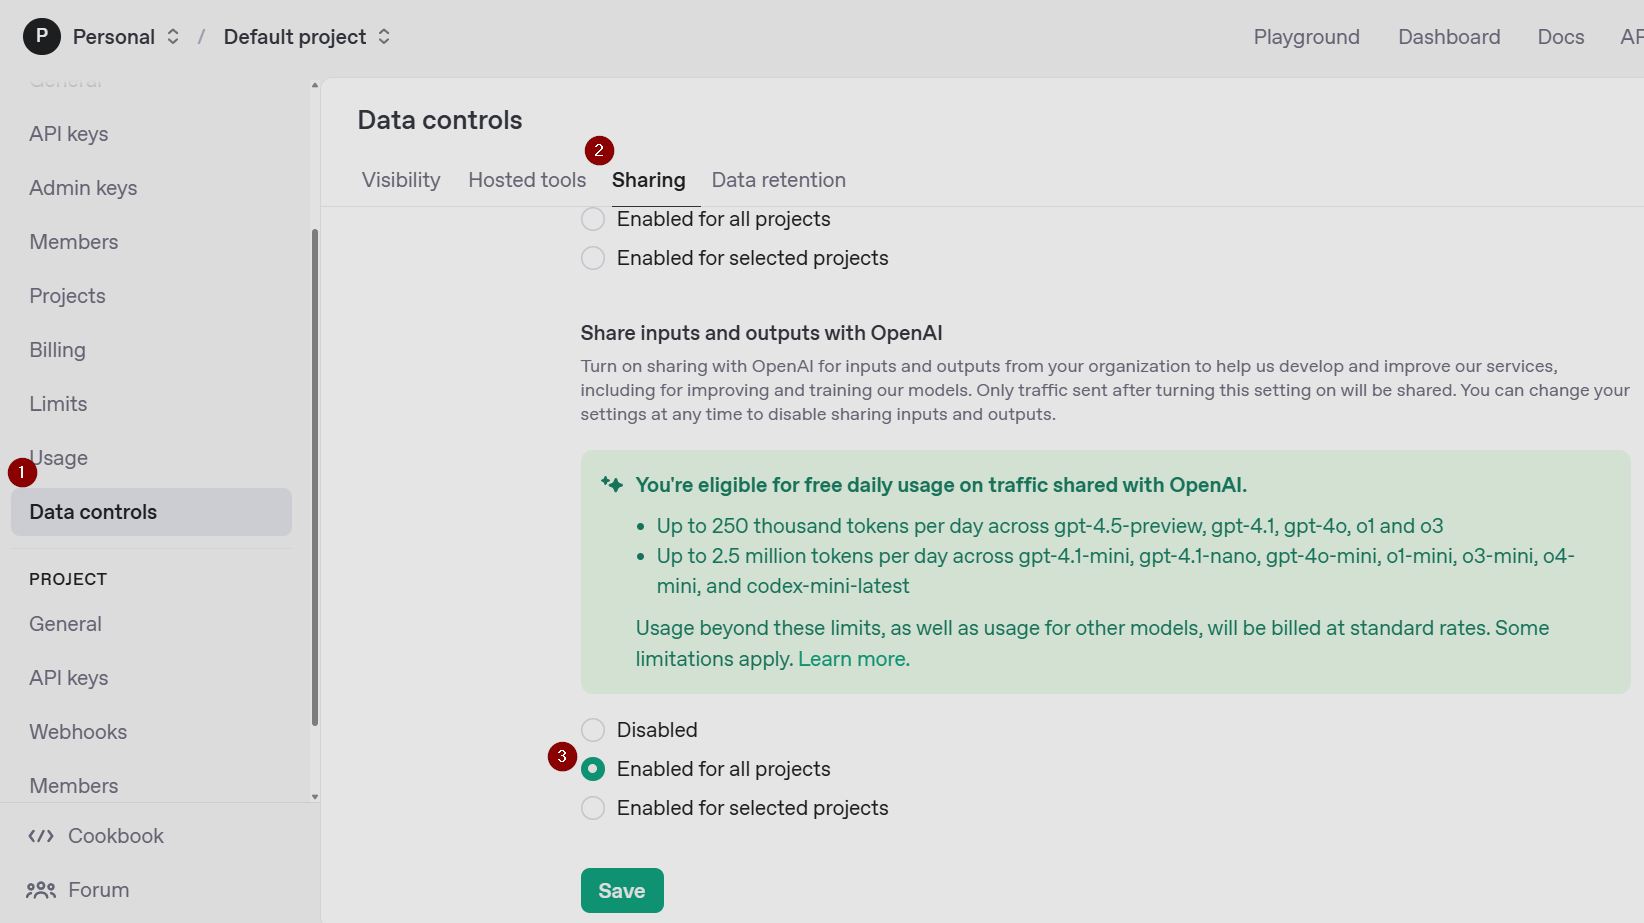 P Personal / Default project
Playground Dashboard Docs
General
API keys
Admin keys
Members
Projects
Billing
Limits
Usage
1
Data controls
PROJECT
General
API keys
Webhooks
Members
Cookbook
Forum
Data controls
2
Visibility Hosted tools Sharing Data retention
Enabled for all projects
Enabled for selected projects
Share inputs and outputs with OpenAI
Turn on sharing with OpenAI for inputs and outputs from your organization to help us develop and improve our services,
including for improving and training our models. Only traffic sent after turning this setting on will be shared. You can change your
settings at any time to disable sharing inputs and outputs.
You're eligible for free daily usage on traffic shared with OpenAI.
• Up to 250 thousand tokens per day across gpt-4.5-preview, gpt-4.1, gpt-4o, o1 and o3
• Up to 2.5 million tokens per day across gpt-4.1-mini, gpt-4.1-nano, gpt-4o-mini, o1-mini, o3-mini, o4-
mini, and codex-mini-latest
Usage beyond these limits, as well as usage for other models, will be billed at standard rates. Some
limitations apply. Learn more.
Disabled
3
Enabled for all projects
Enabled for selected projects
Save